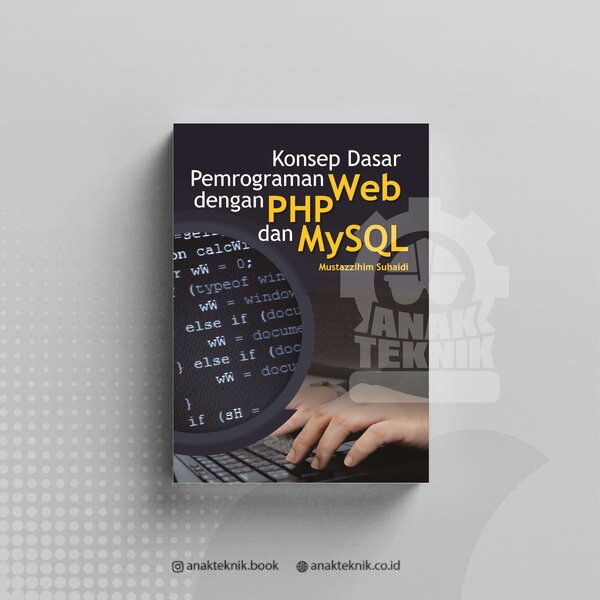 Konsep Dasar
Pemrograman Web
dengan PHP
dan MySQL
Mustazzihim Suhaidi
=self
on calcWi
r wW = 0;
(typeof win
wW = window
else if (docu
wW = docume
} else if (doc
wW = docu
}
if (sH =
ANAK
TEKNIK
anakteknik.book
anakteknik.co.id